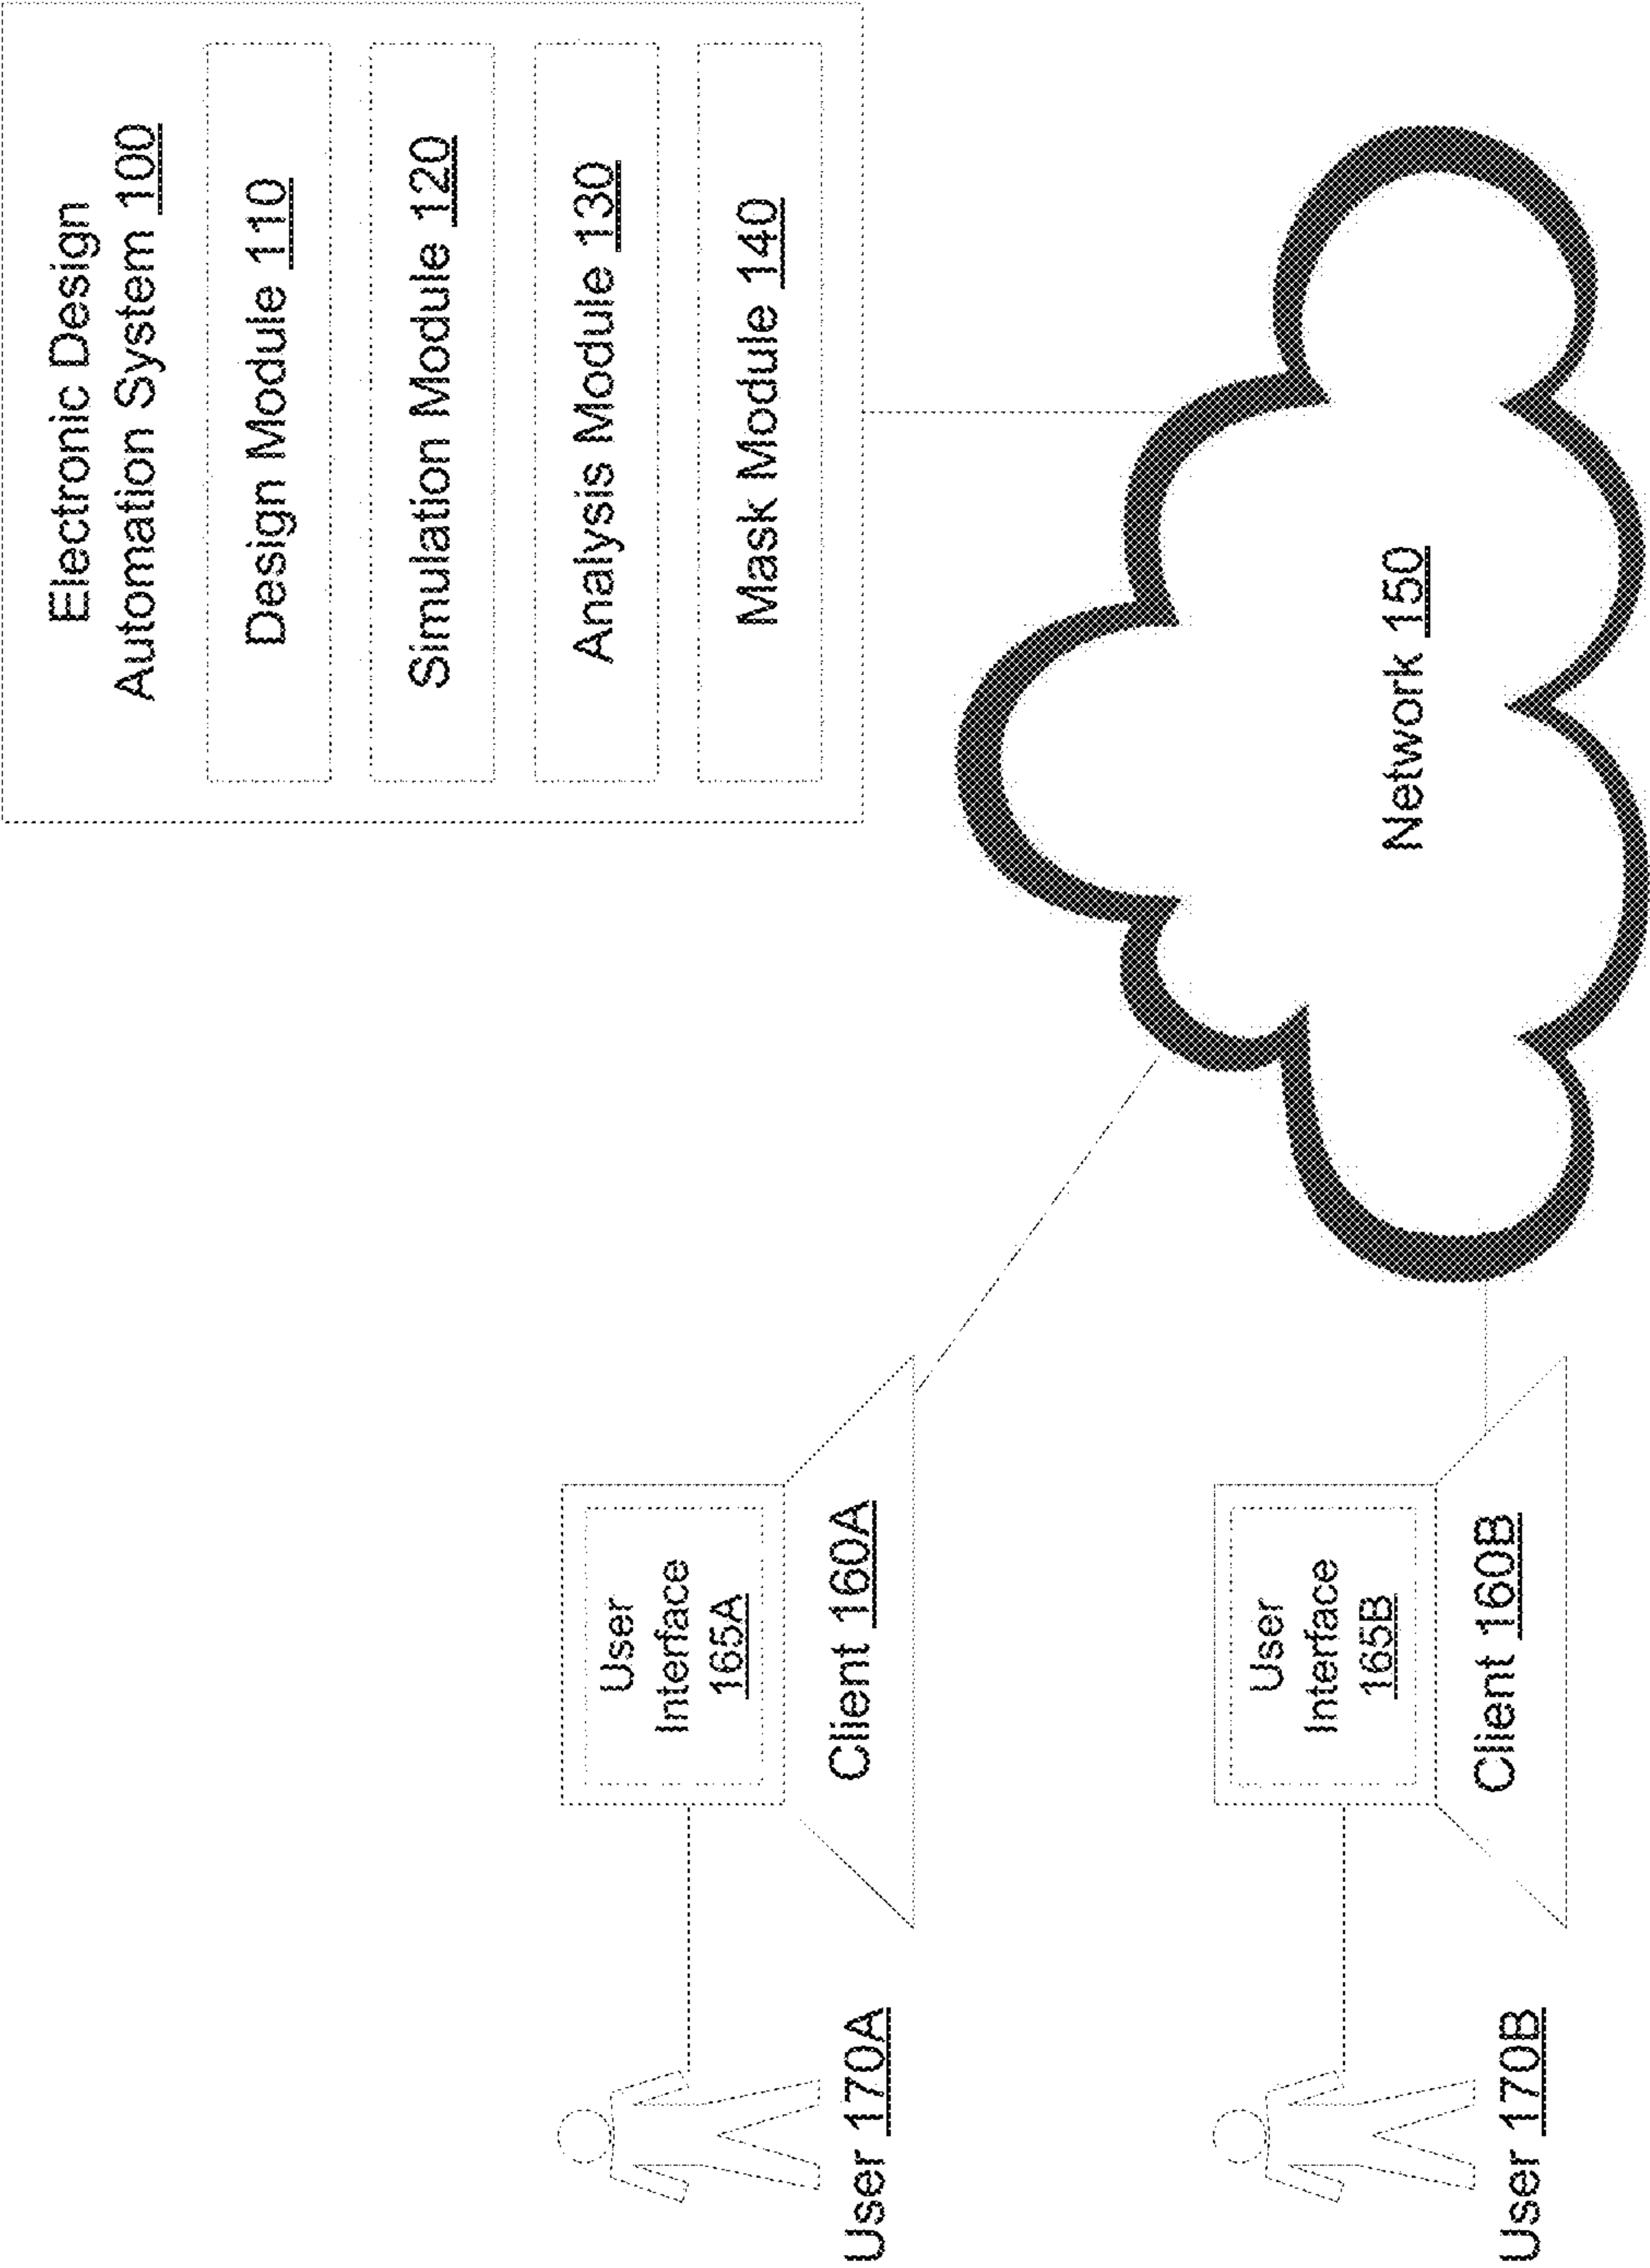 Electronic Design
Automation System 100
Design Module 110
Simulation Module 120
Analysis Module 130
Mask Module 140
User
Interface
165A
Client 160A
User 170A
Network 150
User
Interface
165B
Client 160B
User 170B